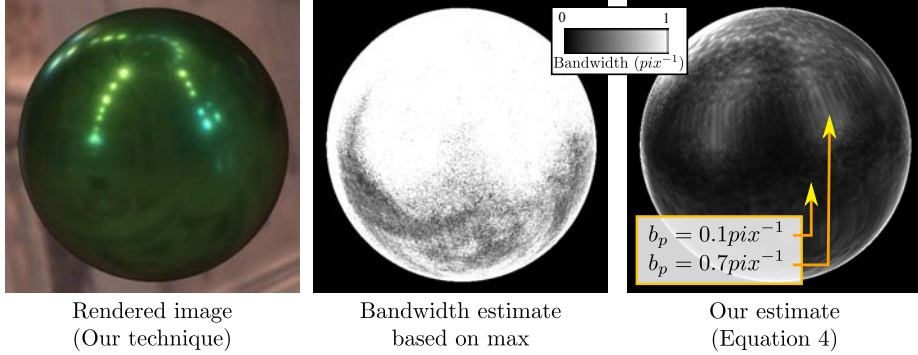 0 1
Bandwidth (pix⁻¹)
b_p = 0.1pix⁻¹
b_p = 0.7pix⁻¹
Rendered image
(Our technique)
Bandwidth estimate
based on max
Our estimate
(Equation 4)